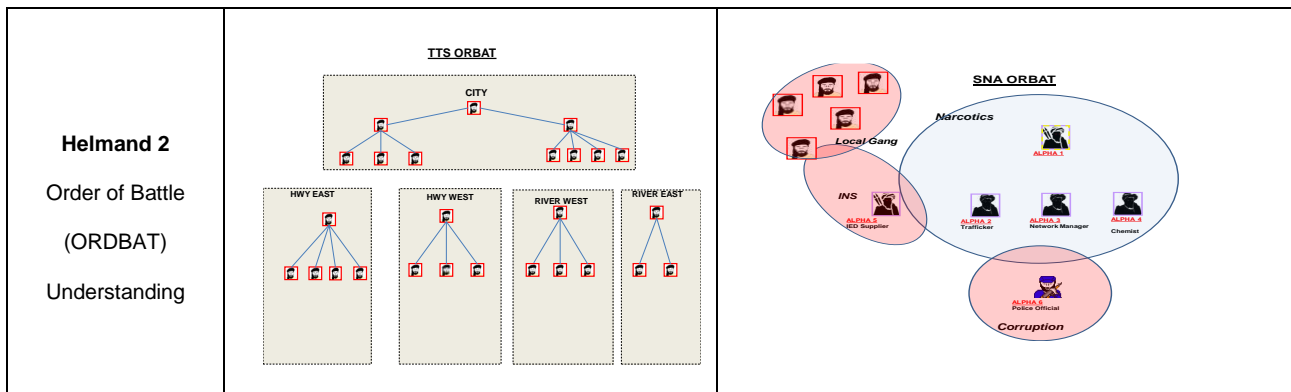 Helmand 2
Order of Battle
(ORDBAT)
Understanding
TTS ORBAT
CITY
HWY EAST
HWY WEST
RIVER WEST
RIVER EAST
SNA ORBAT
Narcotics
Local Gang
ALPHA 1
INS
ALPHA 5
IED Supplier
ALPHA 2
Trafficker
ALPHA 3
Network Manager
ALPHA 4
Chemist
ALPHA 6
Police Official
Corruption